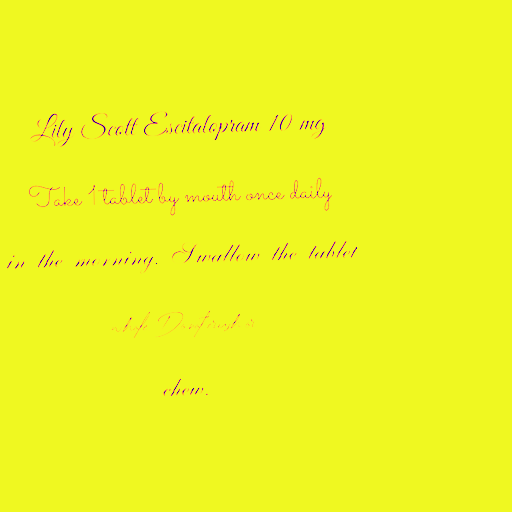 Lily Scott Escitalopram 10 mg
Take 1 tablet by mouth once daily
in the morning. Swallow the tablet
chew.